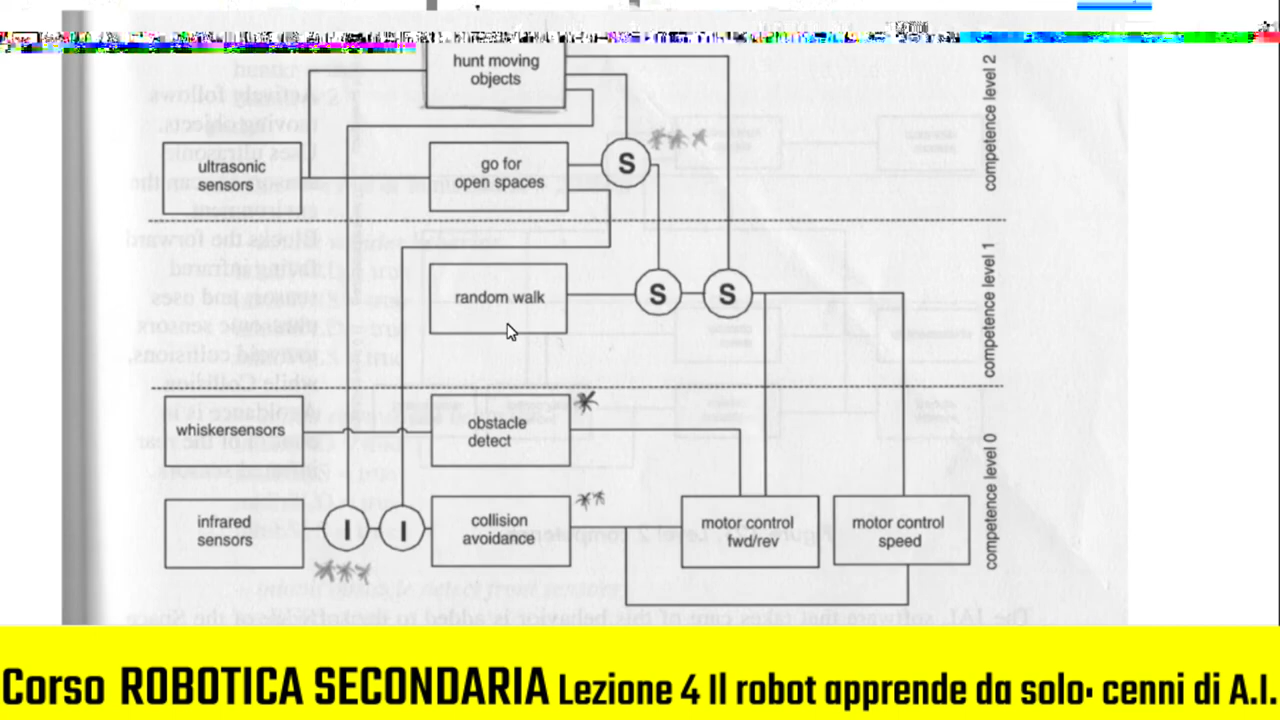 hunt moving
objects
competence level 2
ultrasonic
sensors
go for
open spaces
S
random walk
S
S
competence level 1
whiskersensors
obstacle
detect
infrared
sensors
I
I
collision
avoidance
motor control
fwd/rev
motor control
speed
competence level 0
Corso ROBOTICA SECONDARIA Lezione 4 Il robot apprende da solo: cenni di A.I.